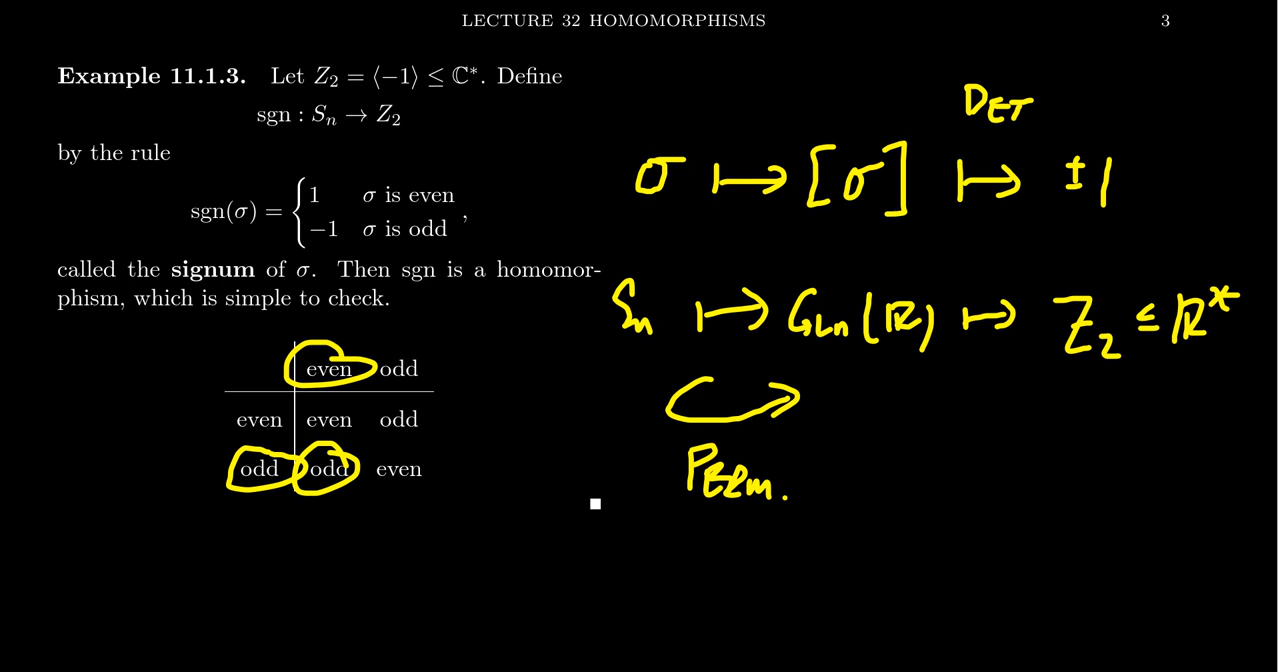 LECTURE 32 HOMOMORPHISMS 3
Example 11.1.3. Let Z₂ = ⟨−1⟩ ≤ ℂ*. Define
sgn : Sₙ → Z₂
by the rule
sgn(σ) = { 1 σ is even
−1 σ is odd ,
called the signum of σ. Then sgn is a homomor-
phism, which is simple to check.
even odd
even even odd
odd odd even
DET
σ ↦ [σ] ↦ ±1
Sn ↦ GLn(ℝ) ↦ Z₂ ≤ ℝ*
PERM.